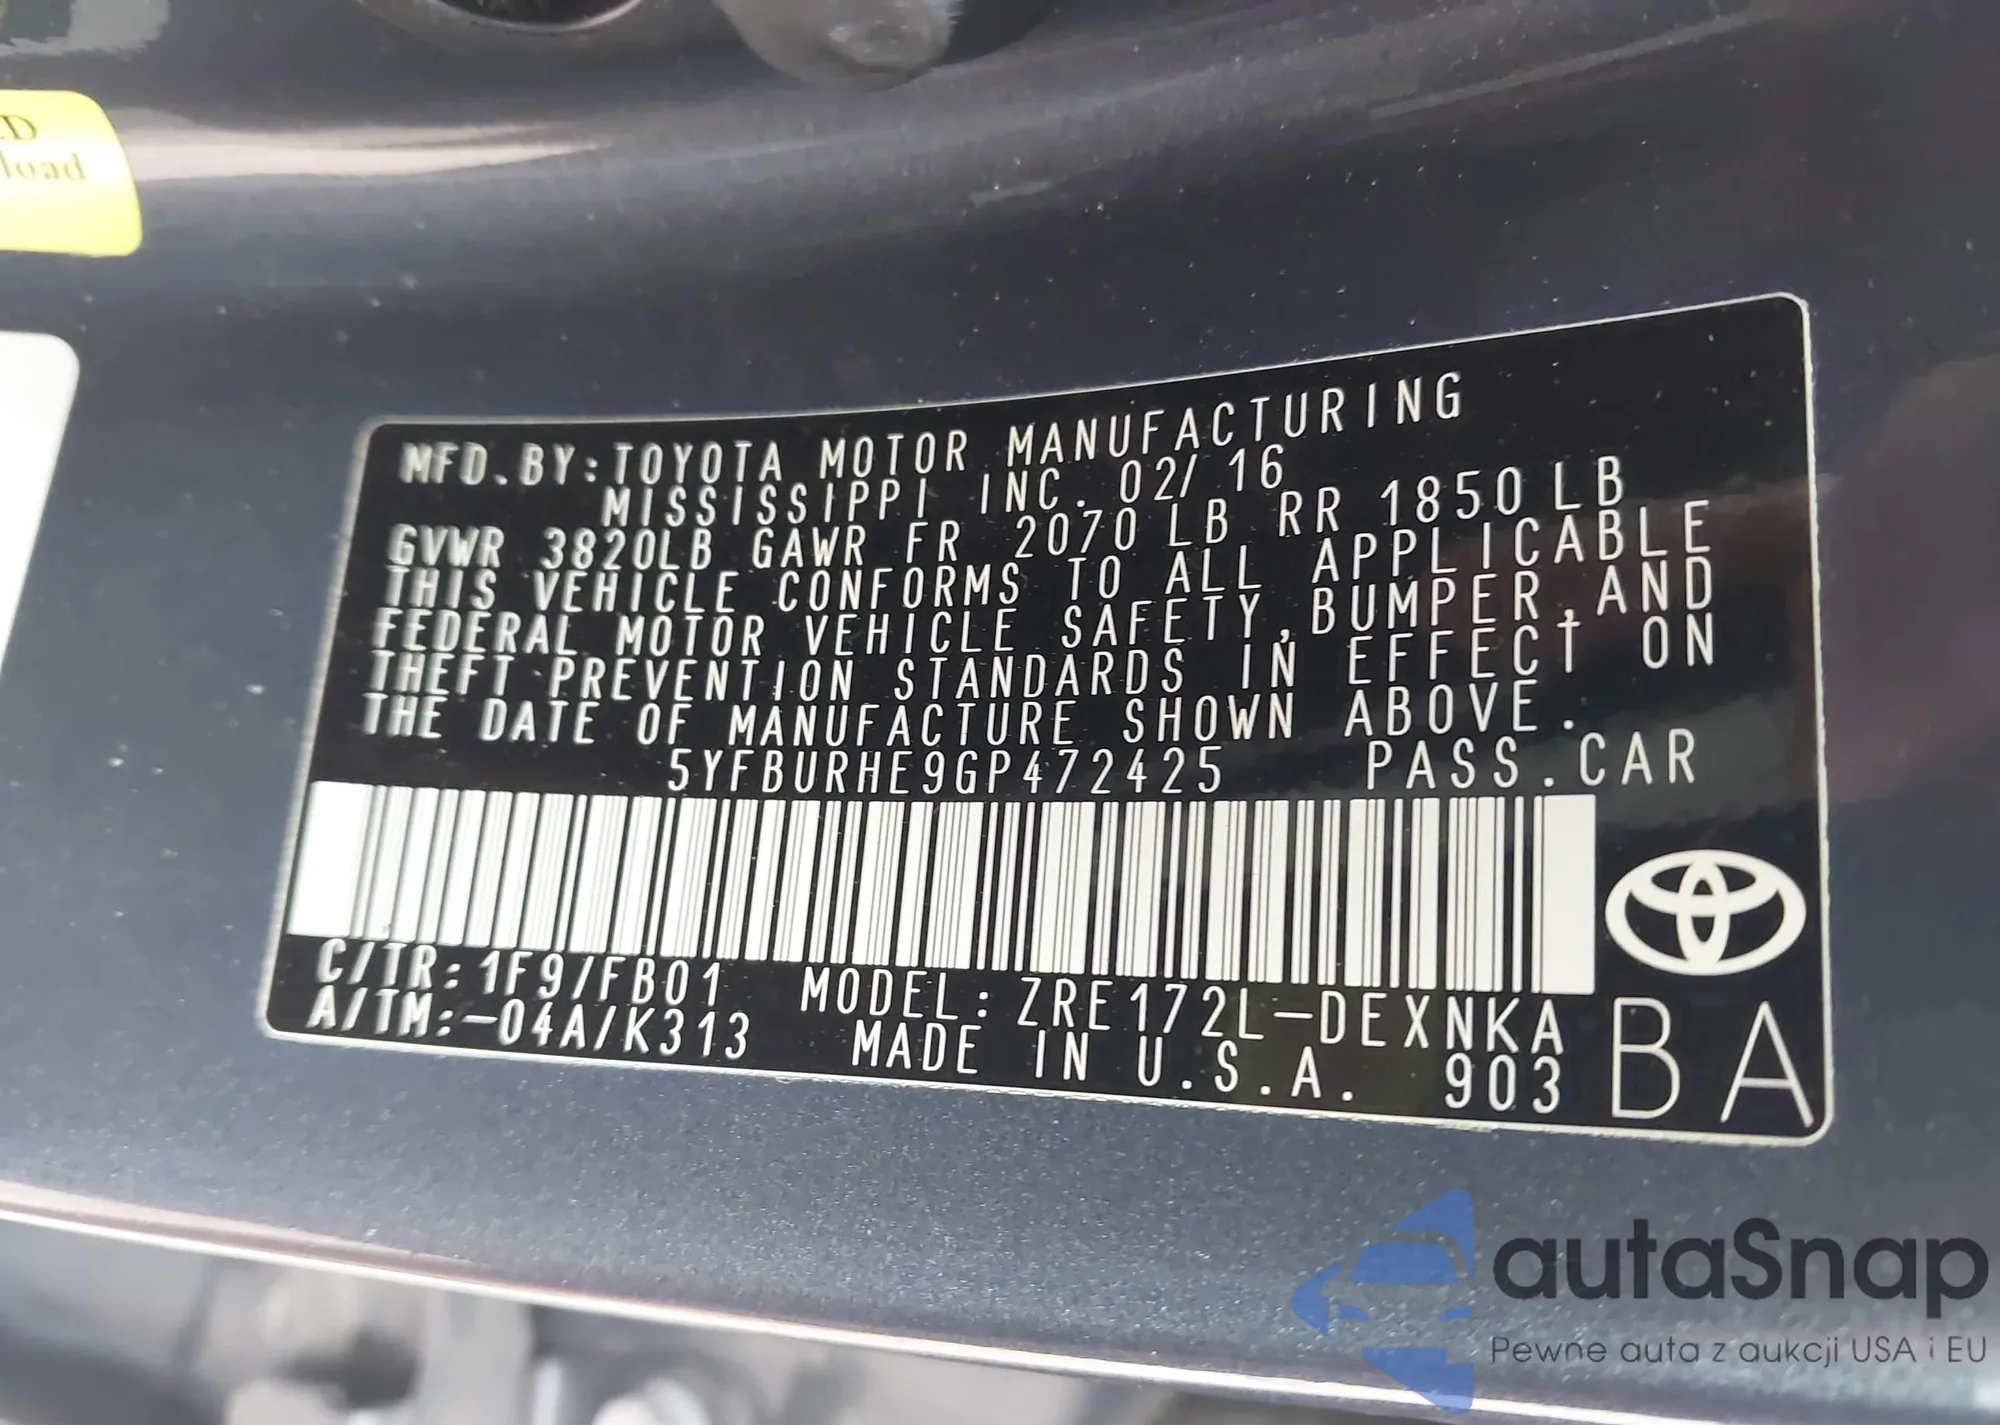 load
MFD.BY:TOYOTA MOTOR MANUFACTURING
MISSISSIPPI INC. 02/16
GVWR 3820LB GAWR FR 2070 LB RR 1850 LB
THIS VEHICLE CONFORMS TO ALL APPLICABLE
FEDERAL MOTOR VEHICLE SAFETY,BUMPER,AND
THEFT PREVENTION STANDARDS IN EFFECT ON
THE DATE OF MANUFACTURE SHOWN ABOVE.
5YFBURHE9GP472425 PASS.CAR
C/TR:1F9/FB01 MODEL:ZRE172L-DEXNKA
A/TM:-04A/K313 MADE IN U.S.A. 903
BA
autaSnap
Pewne auta z aukcji USA i EU